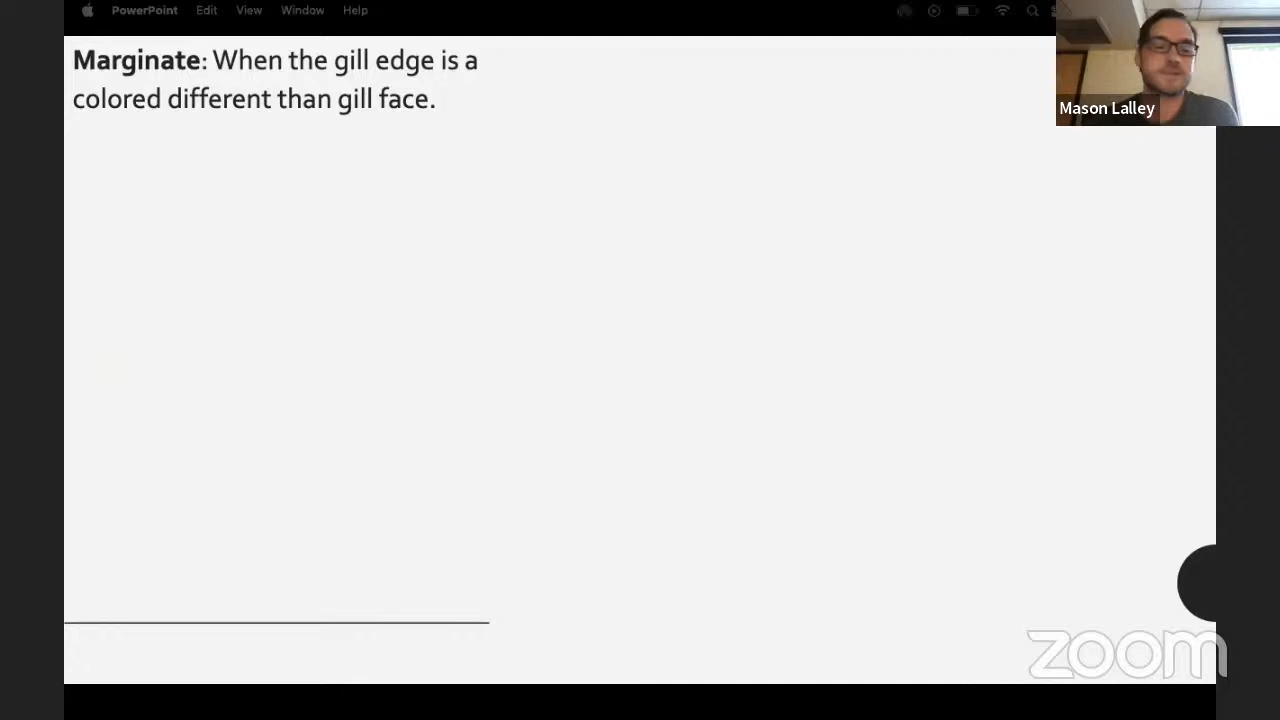 PowerPoint Edit View Window Help
Marginate: When the gill edge is a
colored different than gill face.
Mason Lalley
zoom